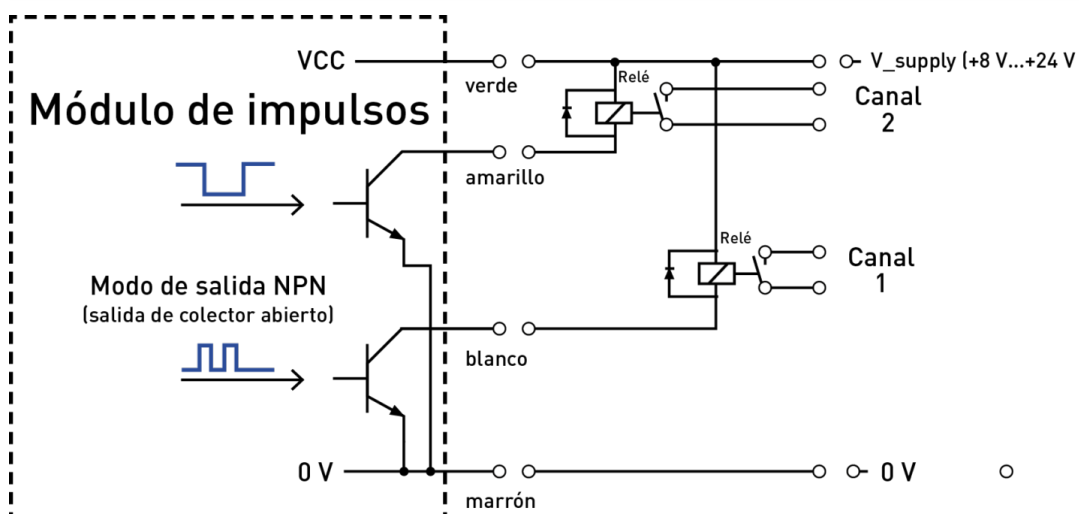 VCC
verde
V_supply (+8 V...+24 V
Relé
Canal
2
Módulo de impulsos
amarillo
Relé
Canal
1
Modo de salida NPN
(salida de colector abierto)
blanco
0 V
0 V
marrón